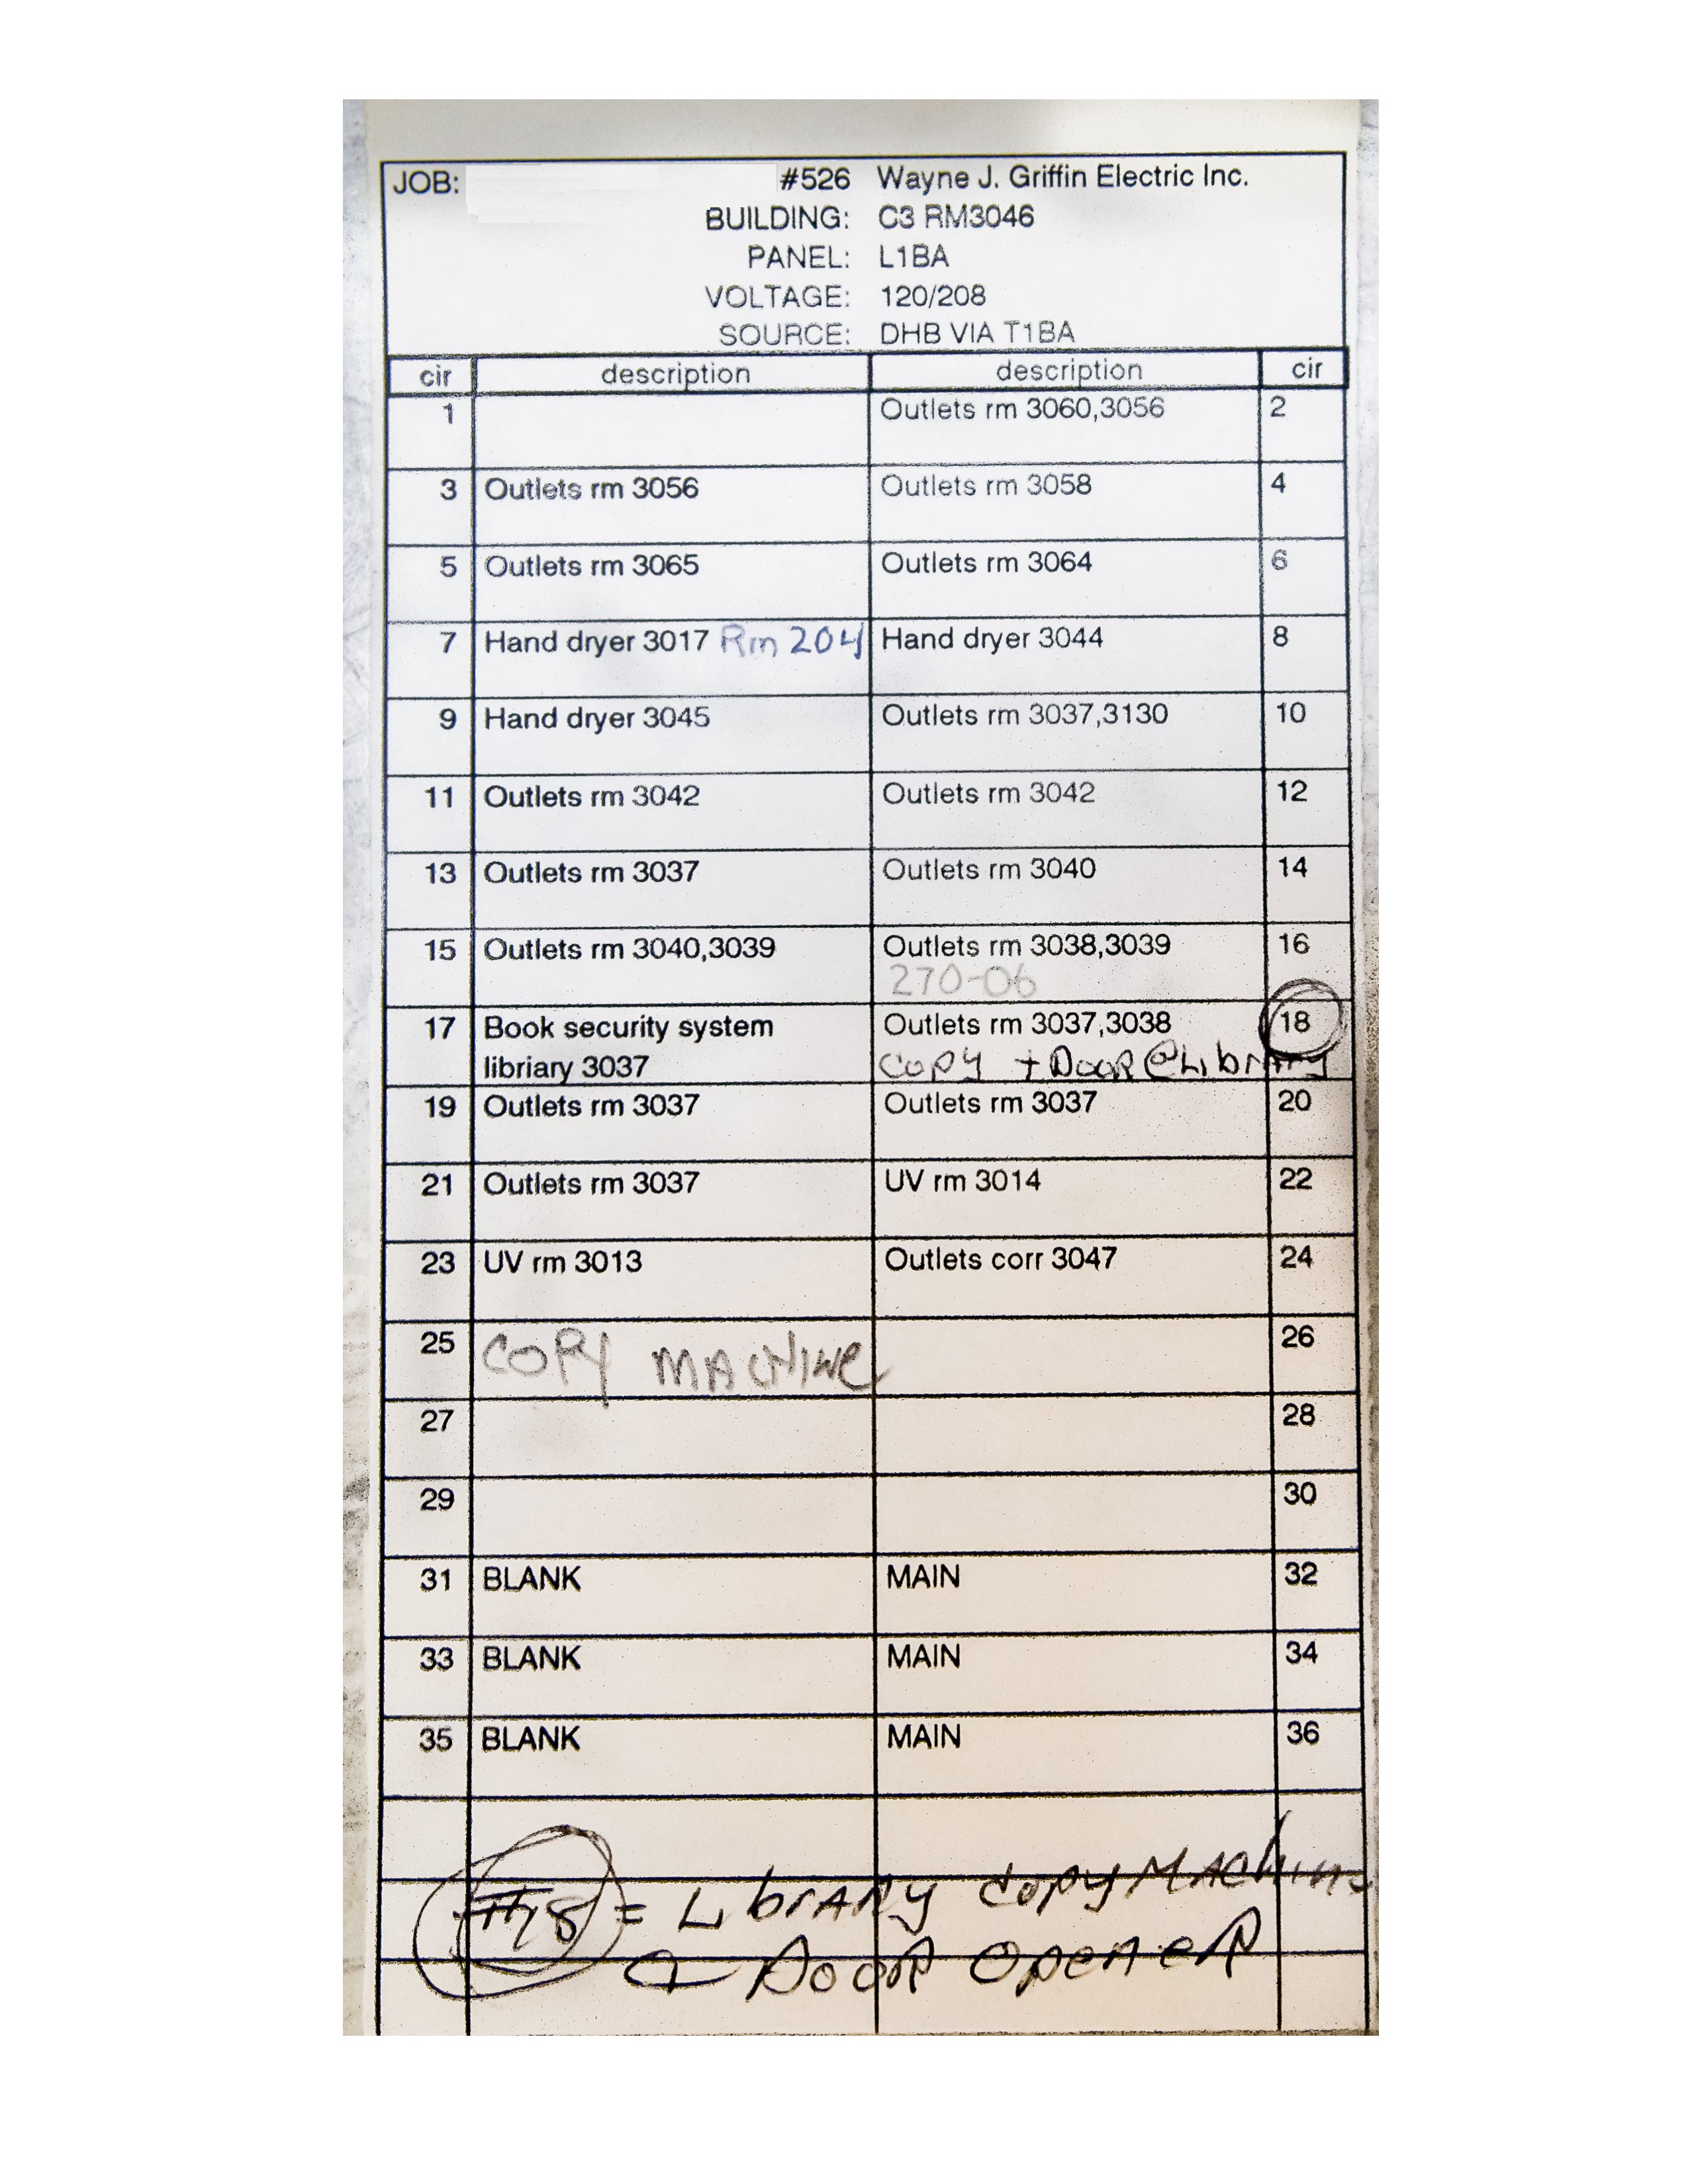 JOB: #526 Wayne J. Griffin Electric Inc.
BUILDING: C3 RM3046
PANEL: L1BA
VOLTAGE: 120/208
SOURCE: DHB VIA T1BA
cir description description cir
1 Outlets rm 3060,3056 2
3 Outlets rm 3056 Outlets rm 3058 4
5 Outlets rm 3065 Outlets rm 3064 6
7 Hand dryer 3017 Rm 204 Hand dryer 3044 8
9 Hand dryer 3045 Outlets rm 3037,3130 10
11 Outlets rm 3042 Outlets rm 3042 12
13 Outlets rm 3037 Outlets rm 3040 14
15 Outlets rm 3040,3039 Outlets rm 3038,3039 16
270-06
17 Book security system Outlets rm 3037,3038 18
libriary 3037 COPY + DOOR @ LibrARy
19 Outlets rm 3037 Outlets rm 3037 20
21 Outlets rm 3037 UV rm 3014 22
23 UV rm 3013 Outlets corr 3047 24
25 COPY MACHINE 26
27 28
29 30
31 BLANK MAIN 32
33 BLANK MAIN 34
35 BLANK MAIN 36
#18 = LibrARy copy MAchine
Door OpeneR